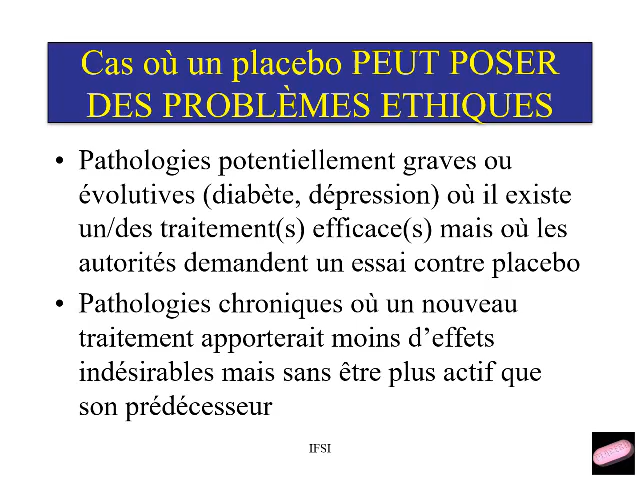 Cas où un placebo PEUT POSER
DES PROBLÈMES ETHIQUES
• Pathologies potentiellement graves ou
évolutives (diabète, dépression) où il existe
un/des traitement(s) efficace(s) mais où les
autorités demandent un essai contre placebo
• Pathologies chroniques où un nouveau
traitement apporterait moins d’effets
indésirables mais sans être plus actif que
son prédécesseur
IFSI